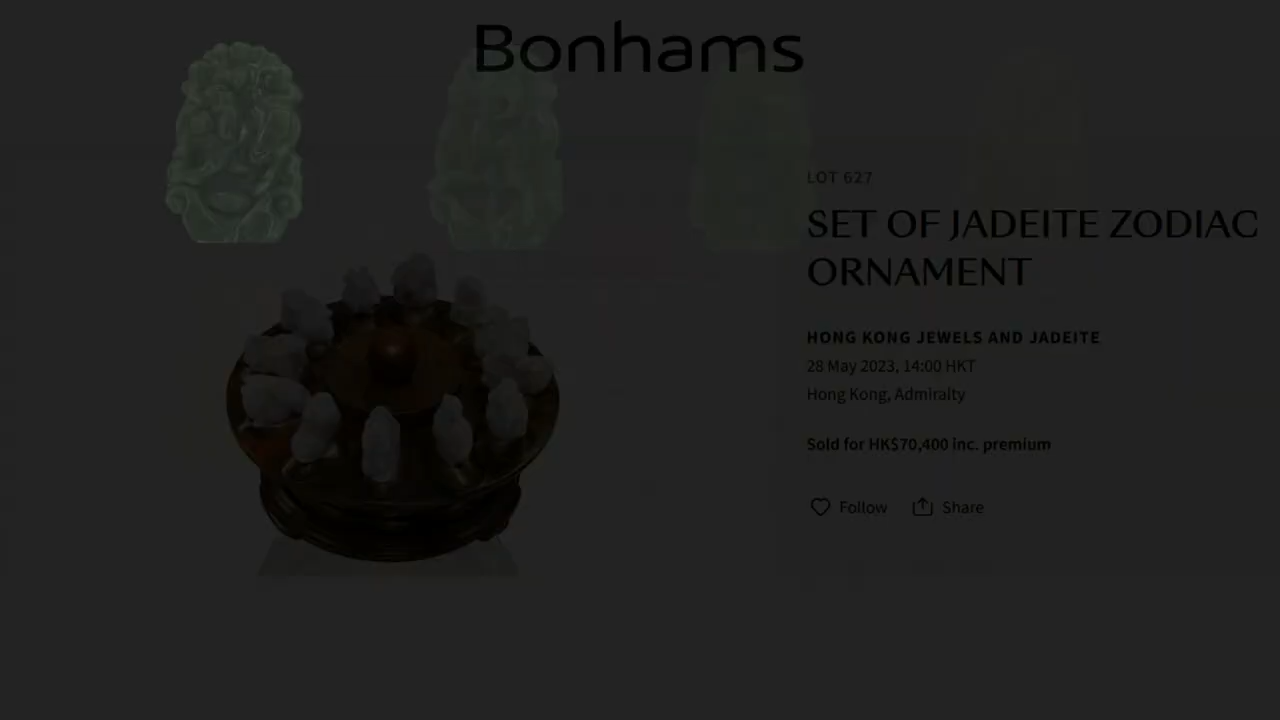 Bonhams
LOT 627
SET OF JADEITE ZODIAC
ORNAMENT
HONG KONG JEWELS AND JADEITE
28 May 2023, 14:00 HKT
Hong Kong, Admiralty
Sold for HK$70,400 inc. premium
Follow Share